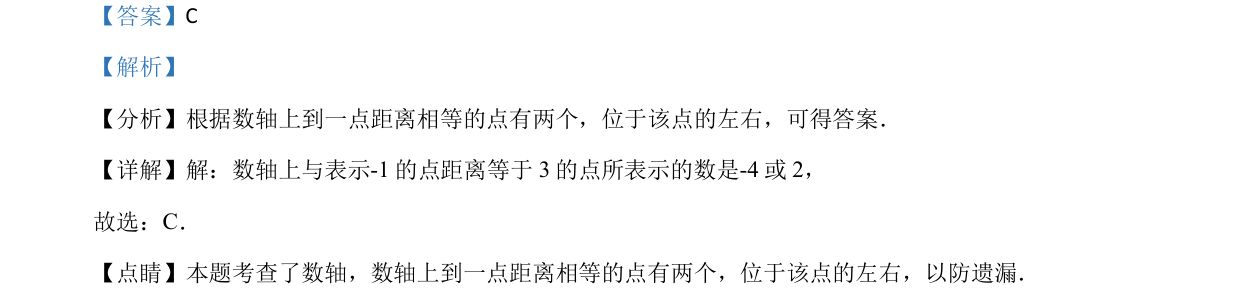 【答案】C
【解析】
【分析】根据数轴上到一点距离相等的点有两个，位于该点的左右，可得答案．
【详解】解：数轴上与表示-1 的点距离等于 3 的点所表示的数是-4 或 2，
故选：C．
【点睛】本题考查了数轴，数轴上到一点距离相等的点有两个，位于该点的左右，以防遗漏．